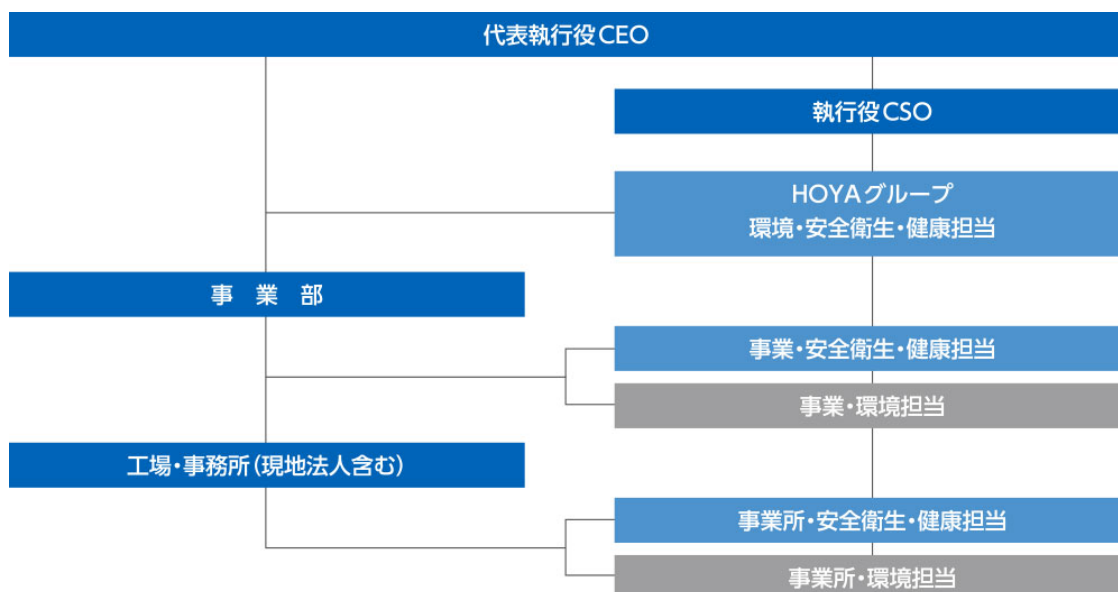 代表執行役CEO
執行役CSO
HOYAグループ
環境・安全衛生・健康担当
事 業 部
事業・安全衛生・健康担当
事業・環境担当
工場・事務所(現地法人含む)
事業所・安全衛生・健康担当
事業所・環境担当